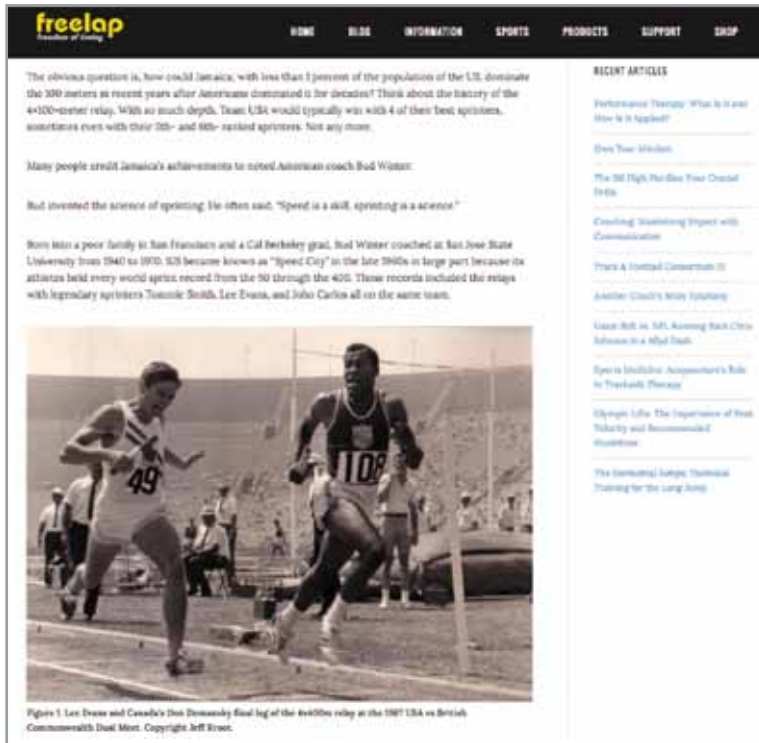 freelap
Freedom of timing
HOME BLOG INFORMATION SPORTS PRODUCTS SUPPORT SHOP
The obvious question is, how could Jamaica, with less than 1 percent of the population of the US, dominate
the 100 meters in recent years after Americans dominated it for decades? Think about the history of the
4×100-meter relay. With so much depth, Team USA would typically win with 4 of their best sprinters,
sometimes even with their 5th- and 6th- ranked sprinters. Not any more.
Many people credit Jamaica's achievements to noted American coach Bud Winter.
Bud invented the science of sprinting. He often said, "Speed is a skill, sprinting is a science."
Born into a poor family in San Francisco and a Cal Berkeley grad, Bud Winter coached at San Jose State
University from 1940 to 1970. SJS became known as "Speed City" in the late 1960s in large part because its
athletes held every world sprint record from the 50 through the 400. Those records included the relays
with legendary sprinters Tommie Smith, Lee Evans, and John Carlos all on the same team.
49
108
Figure 1. Lee Evans and Canada's Don Domansky final leg of the 4x400m relay at the 1967 USA vs British
Commonwealth Dual Meet. Copyright Jeff Kroot.
RECENT ARTICLES
Performance Therapy: What Is It and
How Is It Applied?
Own Your Mindset
The Hurdles Four Crucial
Drills
Coaching: Maximizing Impact with
Communication
Track & Football Consortium II
Another Coach's Epiphany
Usain Bolt vs. NFL Running Back Chris
Johnson in a 40yd Dash
Sports Medicine: Acupuncture's Role
in Therapy
Olympic Lifts: The Importance of Peak
Velocity and Recommended
Guidelines
The Technical
Training for the Long Jump